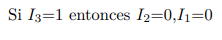 Si I₃=1 entonces I₂=0,I₁=0